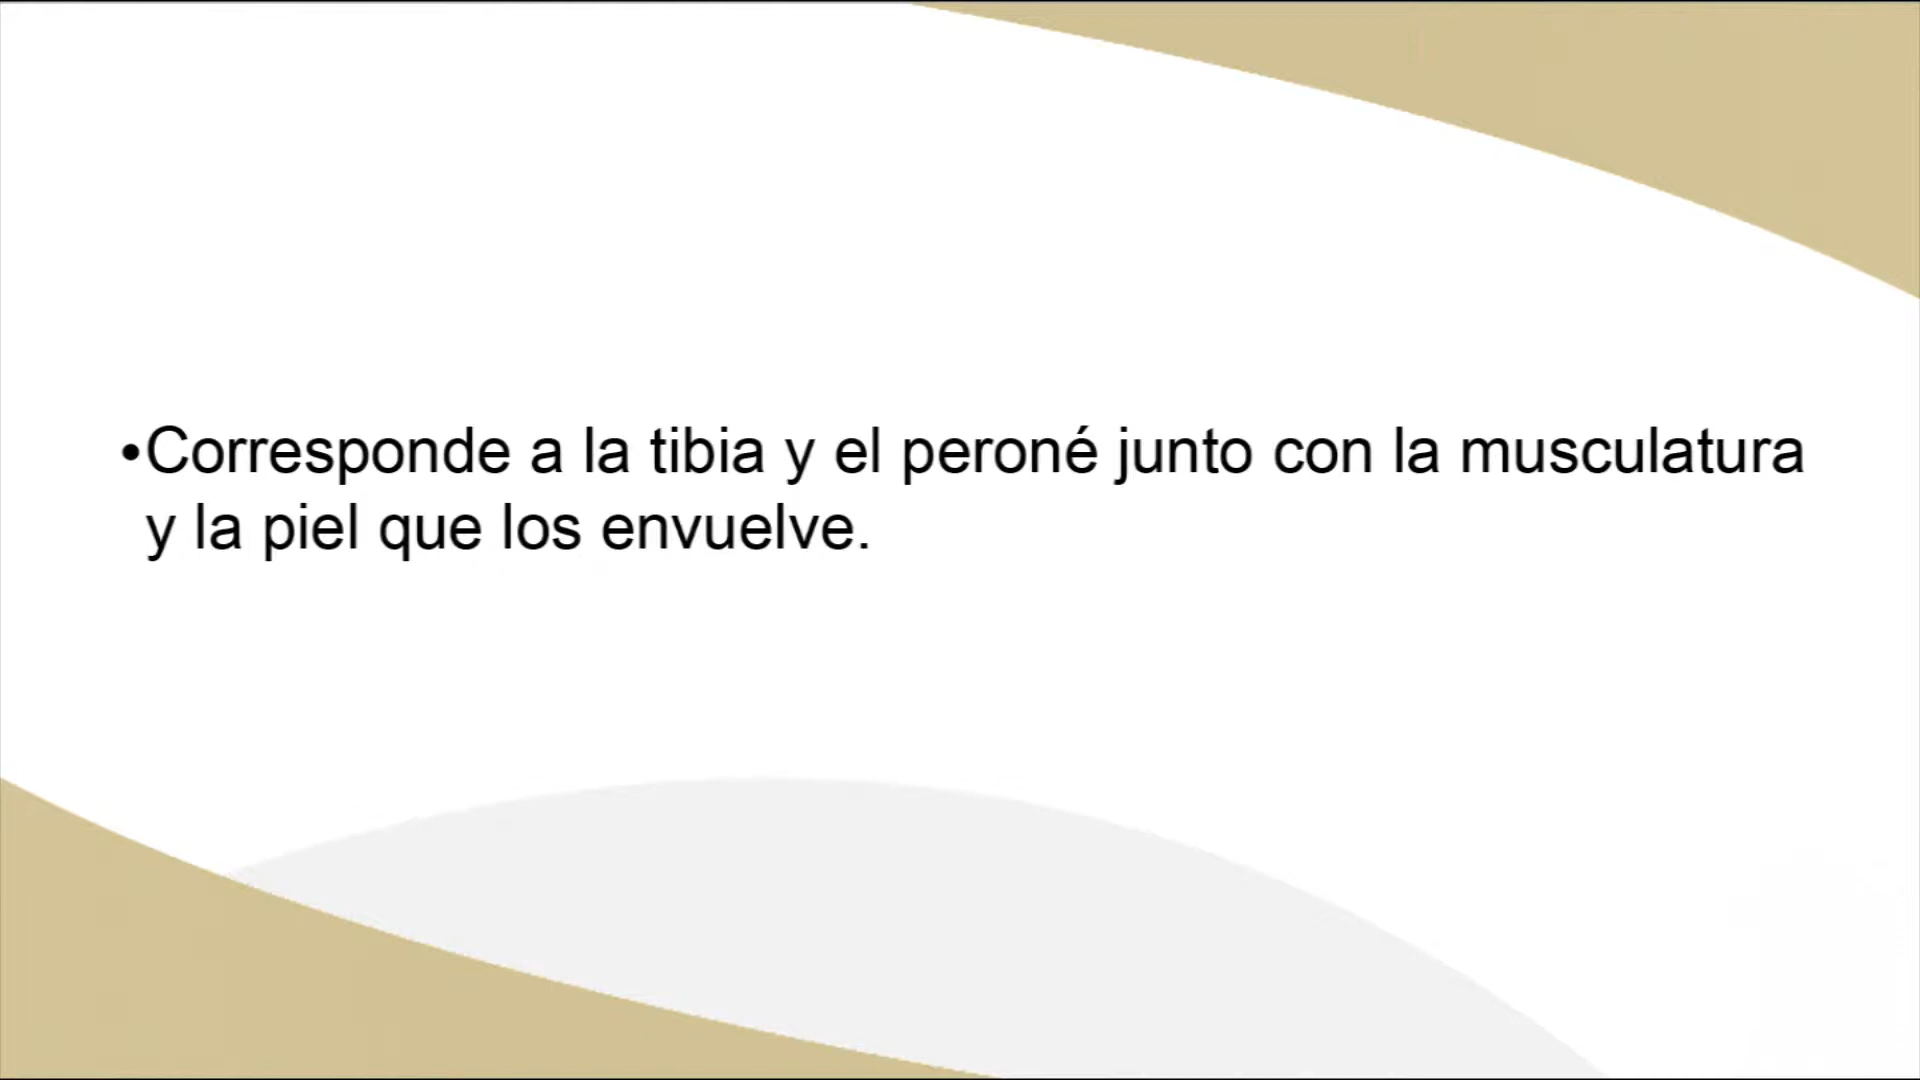 •Corresponde a la tibia y el peroné junto con la musculatura
y la piel que los envuelve.